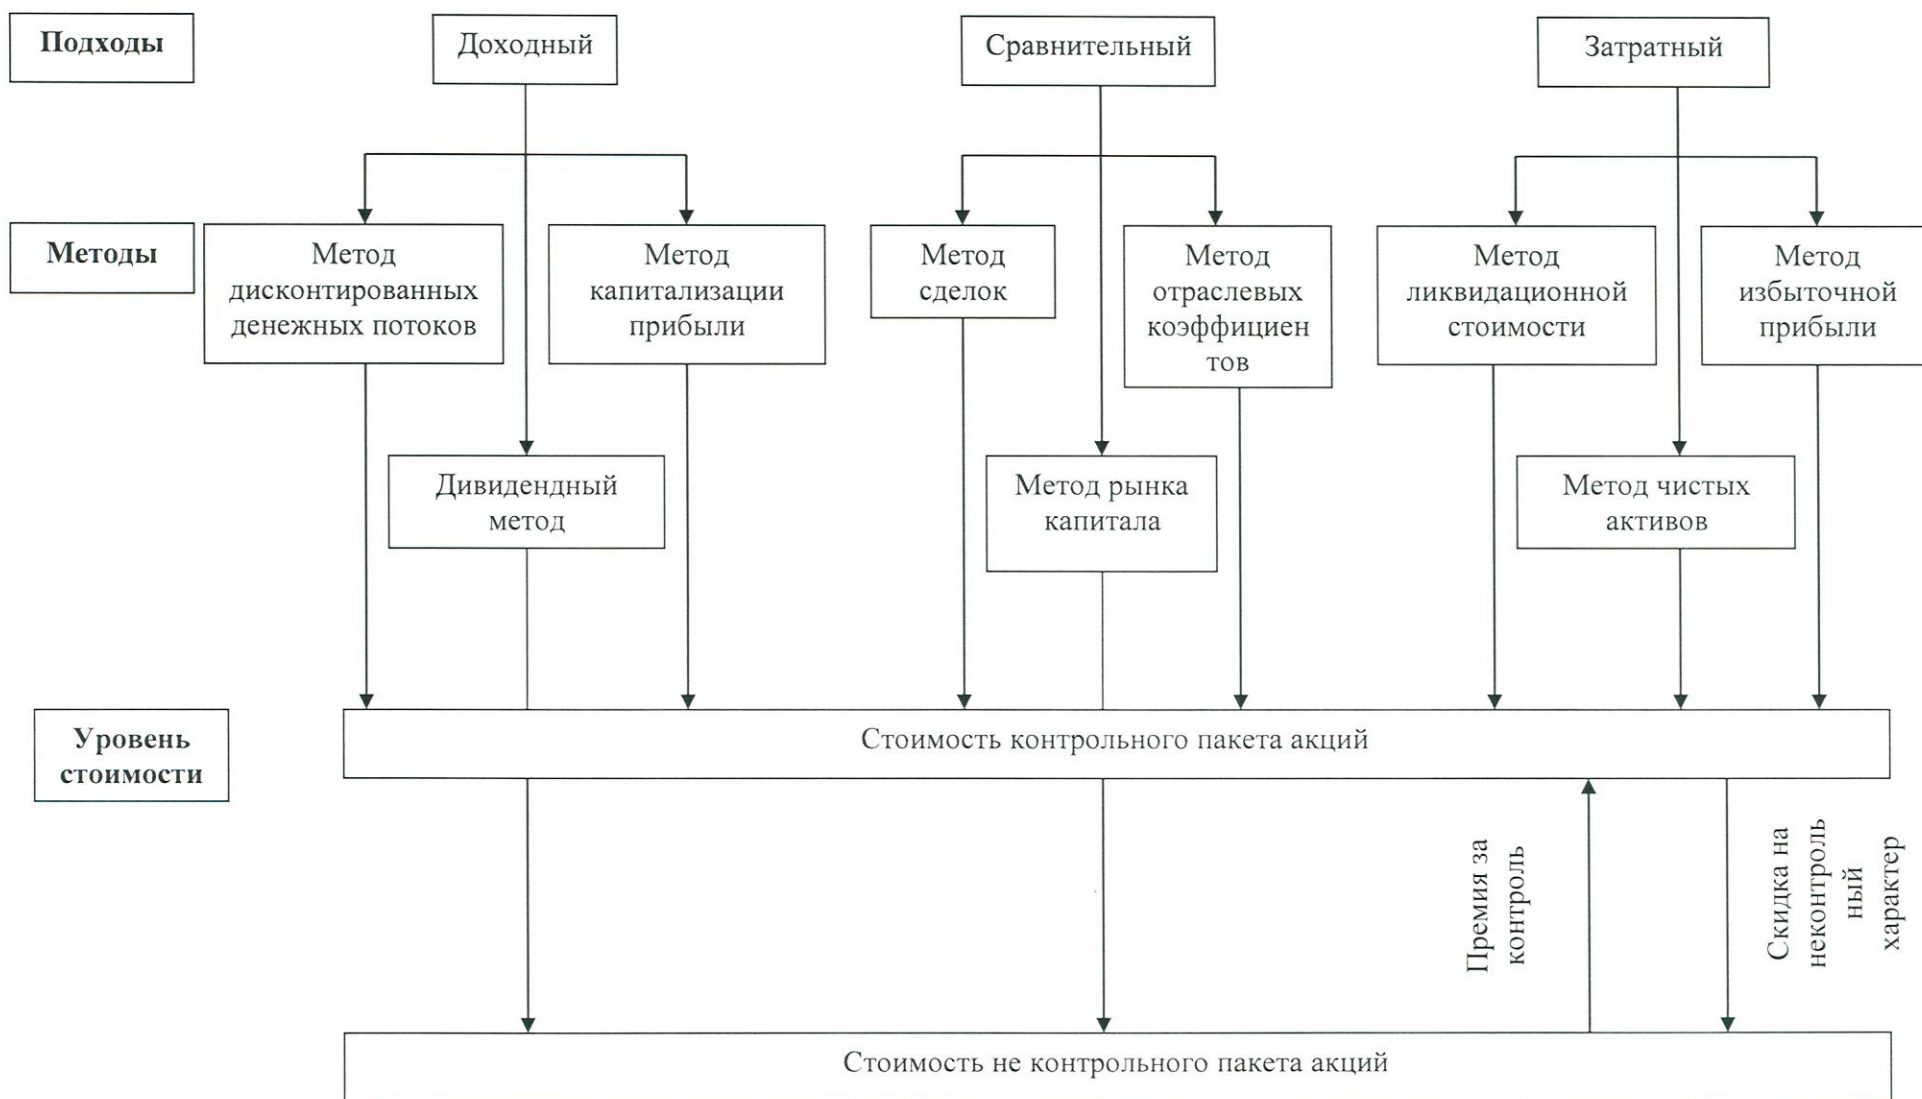 Подходы
Доходный
Сравнительный
Затратный
Методы
Метод
дисконтированных
денежных потоков
Метод
капитализации
прибыли
Метод
сделок
Метод
отраслевых
коэффициен
тов
Метод
ликвидационной
стоимости
Метод
избыточной
прибыли
Дивидендный
метод
Метод рынка
капитала
Метод чистых
активов
Уровень
стоимости
Стоимость контрольного пакета акций
Премия за
контроль
Скидка на
неконтроль
ный
характер
Стоимость не контрольного пакета акций